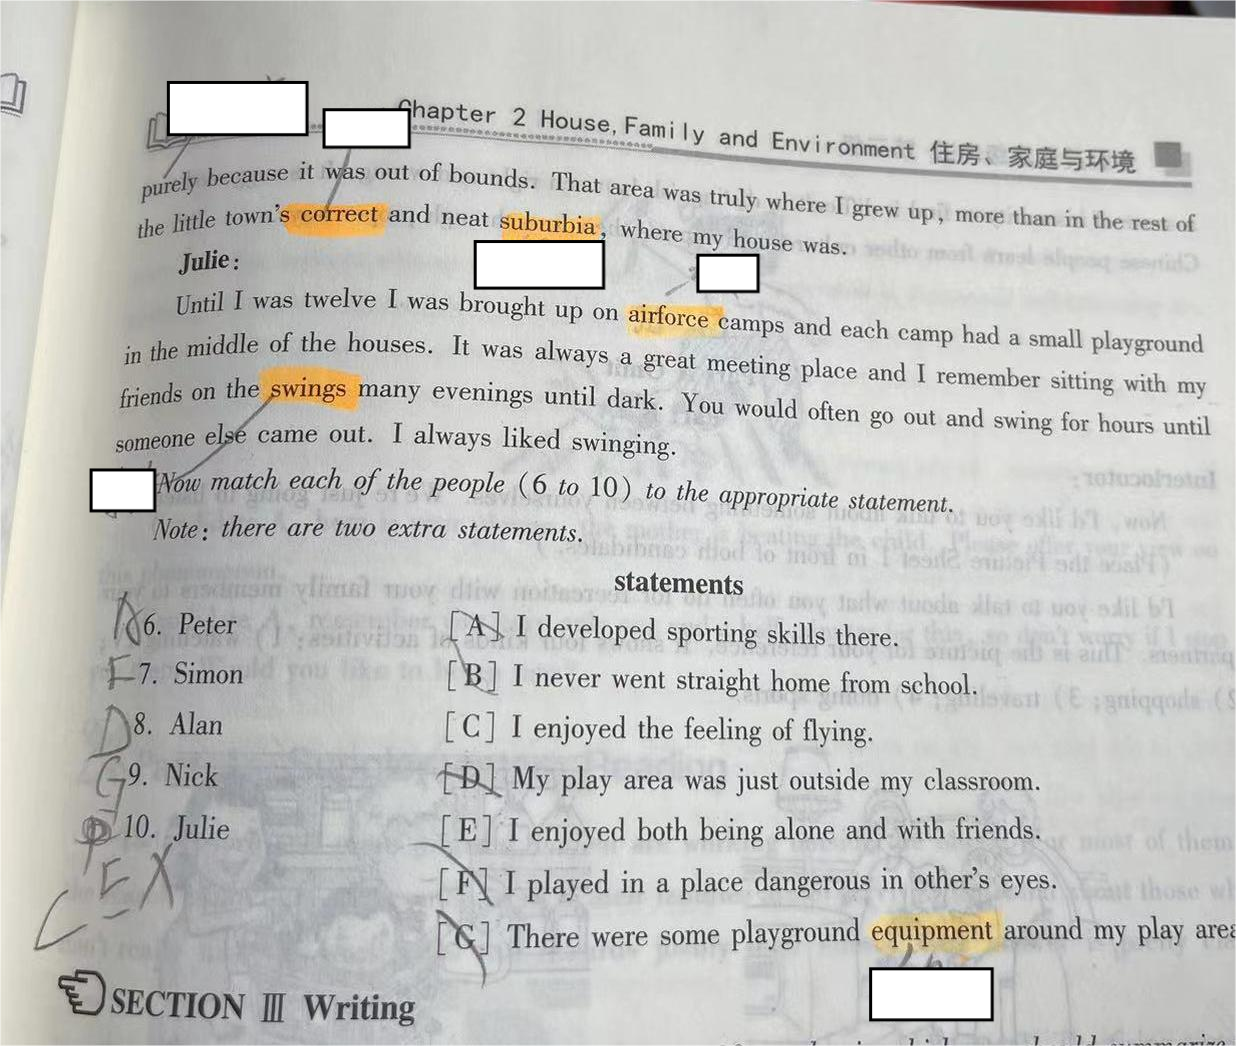 Chapter 2 House, Family and Environment 住房、家庭与环境
purely because it was out of bounds. That area was truly where I grew up, more than in the rest of
the little town's correct and neat suburbia, where my house was.
Julie:
Until I was twelve I was brought up on airforce camps and each camp had a small playground
in the middle of the houses. It was always a great meeting place and I remember sitting with my
friends on the swings many evenings until dark. You would often go out and swing for hours until
someone else came out. I always liked swinging.
Now match each of the people (6 to 10) to the appropriate statement.
Note: there are two extra statements.
statements
A 6. Peter [A] I developed sporting skills there.
F 7. Simon [B] I never went straight home from school.
D 8. Alan [C] I enjoyed the feeling of flying.
G 9. Nick [D] My play area was just outside my classroom.
10. Julie [E] I enjoyed both being alone and with friends.
EX [F] I played in a place dangerous in other's eyes.
C [G] There were some playground equipment around my play area
SECTION Ⅲ Writing